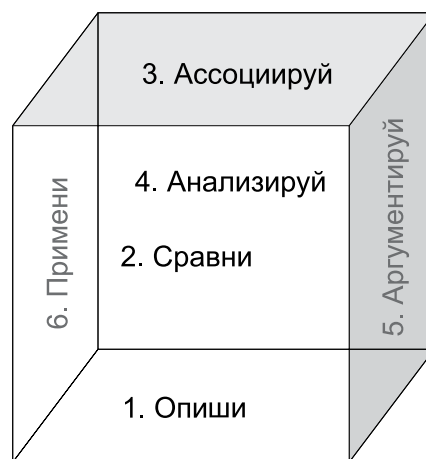 3. Ассоциируй
4. Анализируй
2. Сравни
6. Примени
5. Аргументируй
1. Опиши